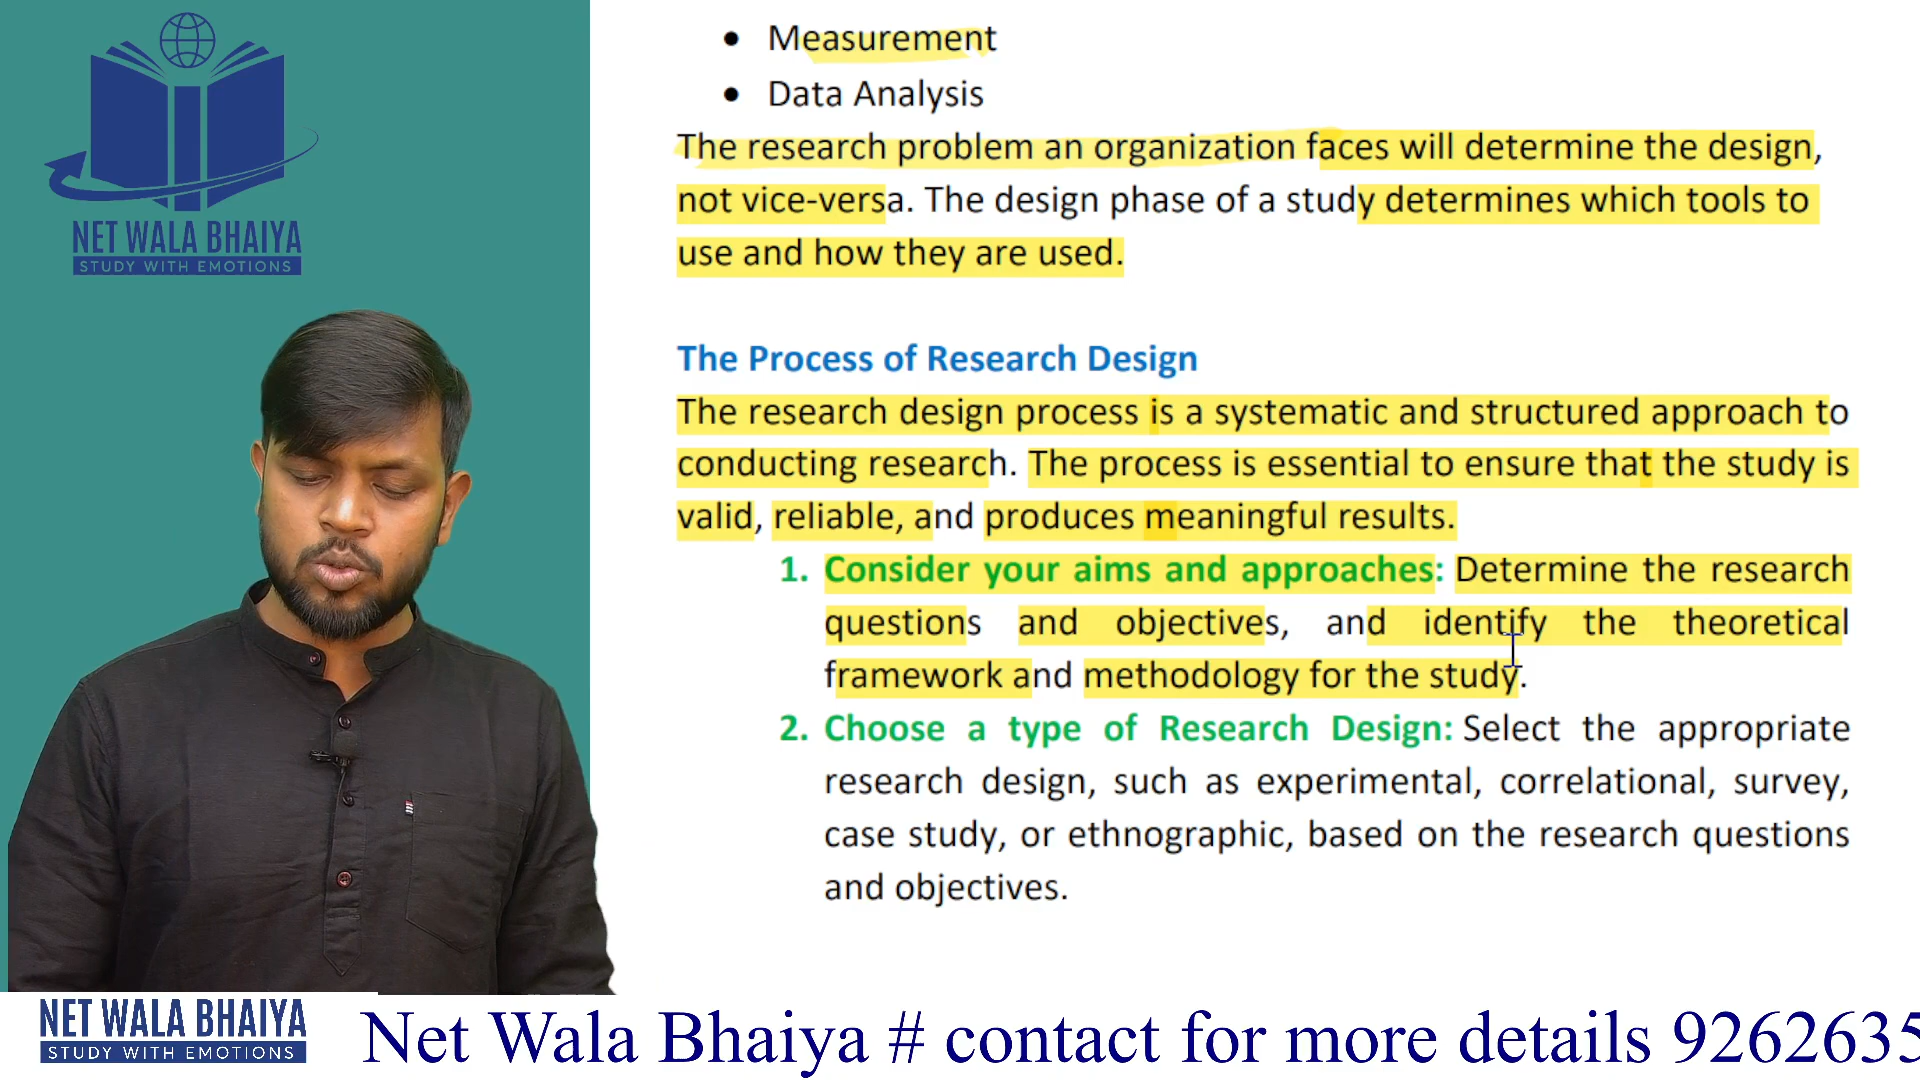 NET WALA BHAIYA
STUDY WITH EMOTIONS
• Measurement
• Data Analysis
The research problem an organization faces will determine the design,
not vice-versa. The design phase of a study determines which tools to
use and how they are used.
The Process of Research Design
The research design process is a systematic and structured approach to
conducting research. The process is essential to ensure that the study is
valid, reliable, and produces meaningful results.
1. Consider your aims and approaches: Determine the research
questions and objectives, and identify the theoretical
framework and methodology for the study.
2. Choose a type of Research Design: Select the appropriate
research design, such as experimental, correlational, survey,
case study, or ethnographic, based on the research questions
and objectives.
NET WALA BHAIYA
STUDY WITH EMOTIONS
Net Wala Bhaiya # contact for more details 9262635